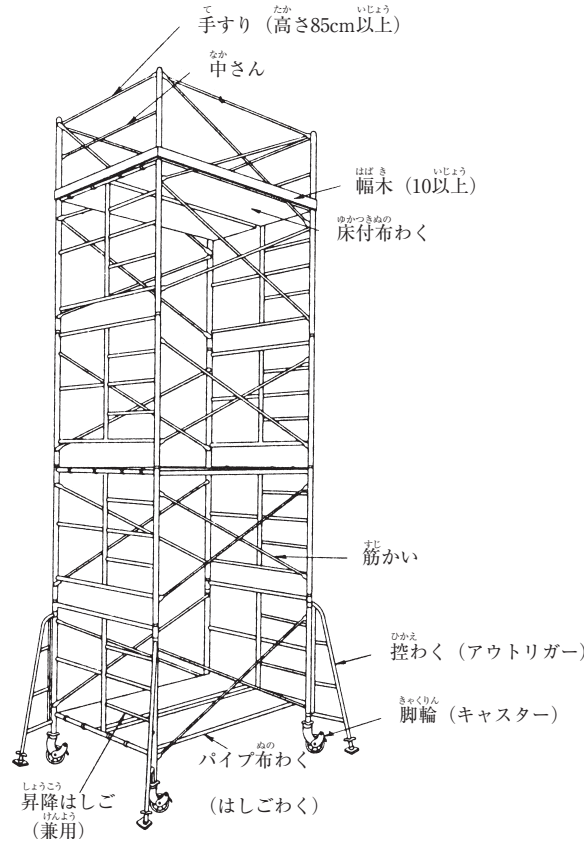 手すり（高さ85cm以上）
中さん
幅木（10以上）
床付布わく
筋かい
控わく（アウトリガー）
脚輪（キャスター）
パイプ布わく
（はしごわく）
昇降はしご
（兼用）